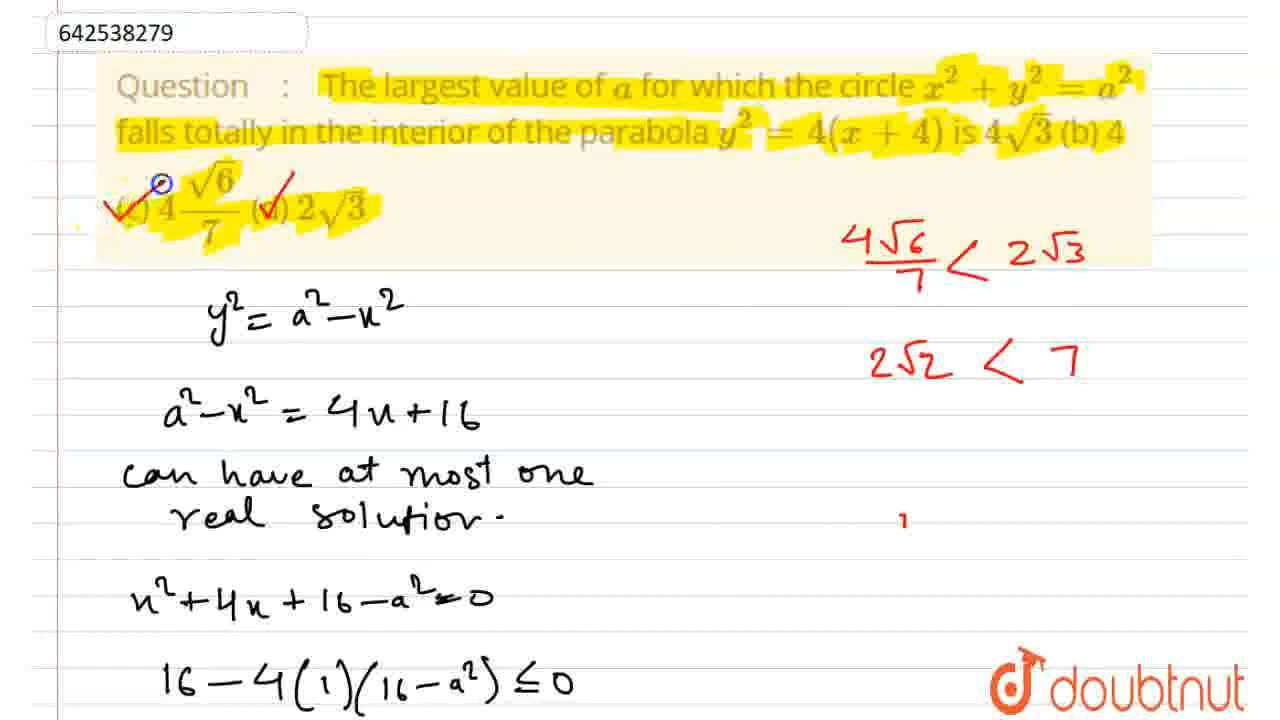 642538279
Question : The largest value of a for which the circle x² + y² = a²
falls totally in the interior of the parabola y² = 4(x + 4) is 4√3 (b) 4
(c) 4 √6/7 (d) 2√3
4√6/7 < 2√3
y² = a² − x²
2√2 < 7
a² − x² = 4x + 16
can have at most one
real solution.
x² + 4x + 16 − a² = 0
16 − 4(1)(16 − a²) ≤ 0
doubtnut